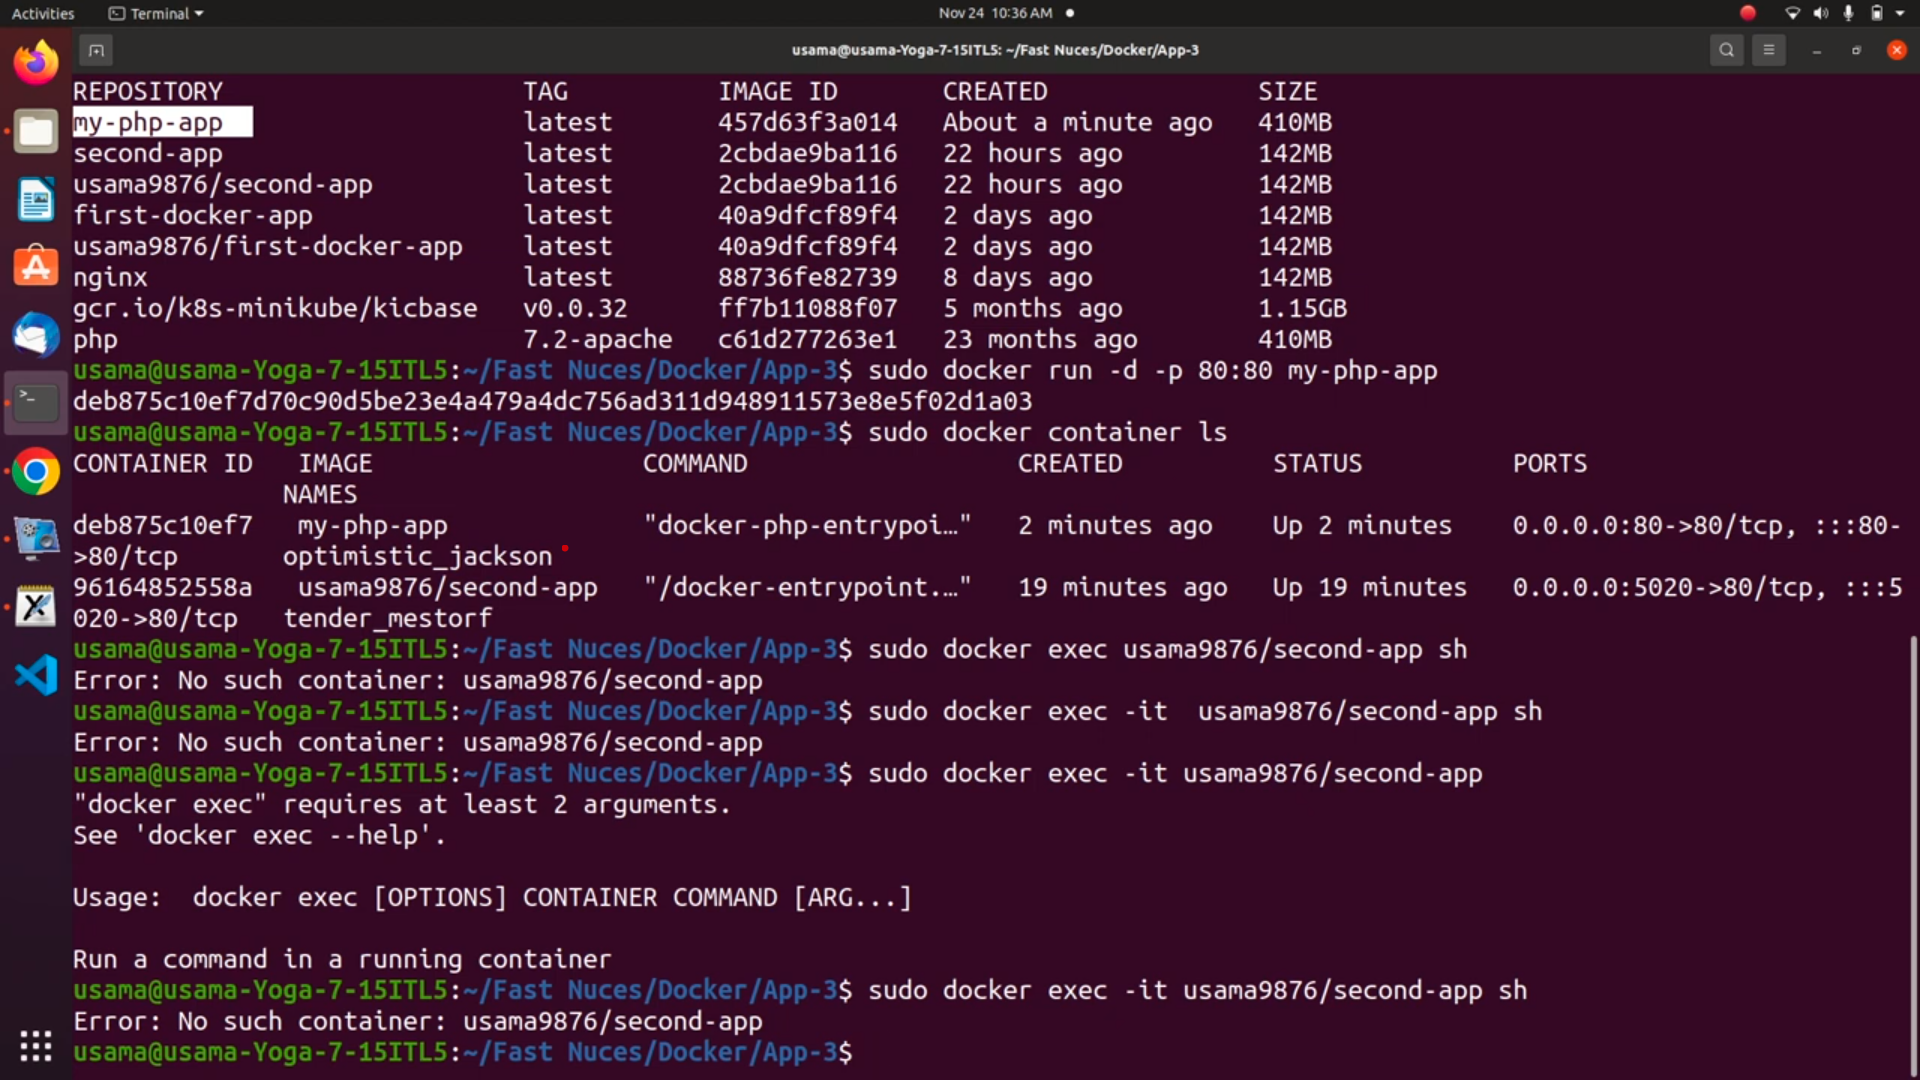 Activities Terminal Nov 24 10:36 AM
usama@usama-Yoga-7-15ITL5: ~/Fast Nuces/Docker/App-3
REPOSITORY TAG IMAGE ID CREATED SIZE
my-php-app latest 457d63f3a014 About a minute ago 410MB
second-app latest 2cbdae9ba116 22 hours ago 142MB
usama9876/second-app latest 2cbdae9ba116 22 hours ago 142MB
first-docker-app latest 40a9dfcf89f4 2 days ago 142MB
usama9876/first-docker-app latest 40a9dfcf89f4 2 days ago 142MB
nginx latest 88736fe82739 8 days ago 142MB
gcr.io/k8s-minikube/kicbase v0.0.32 ff7b11088f07 5 months ago 1.15GB
php 7.2-apache c61d277263e1 23 months ago 410MB
usama@usama-Yoga-7-15ITL5:~/Fast Nuces/Docker/App-3$ sudo docker run -d -p 80:80 my-php-app
deb875c10ef7d70c90d5be23e4a479a4dc756ad311d948911573e8e5f02d1a03
usama@usama-Yoga-7-15ITL5:~/Fast Nuces/Docker/App-3$ sudo docker container ls
CONTAINER ID IMAGE COMMAND CREATED STATUS PORTS
NAMES
deb875c10ef7 my-php-app "docker-php-entrypoi…" 2 minutes ago Up 2 minutes 0.0.0.0:80->80/tcp, :::80-
>80/tcp optimistic_jackson
96164852558a usama9876/second-app "/docker-entrypoint.…" 19 minutes ago Up 19 minutes 0.0.0.0:5020->80/tcp, :::5
020->80/tcp tender_mestorf
usama@usama-Yoga-7-15ITL5:~/Fast Nuces/Docker/App-3$ sudo docker exec usama9876/second-app sh
Error: No such container: usama9876/second-app
usama@usama-Yoga-7-15ITL5:~/Fast Nuces/Docker/App-3$ sudo docker exec -it  usama9876/second-app sh
Error: No such container: usama9876/second-app
usama@usama-Yoga-7-15ITL5:~/Fast Nuces/Docker/App-3$ sudo docker exec -it usama9876/second-app
"docker exec" requires at least 2 arguments.
See 'docker exec --help'.
Usage:  docker exec [OPTIONS] CONTAINER COMMAND [ARG...]
Run a command in a running container
usama@usama-Yoga-7-15ITL5:~/Fast Nuces/Docker/App-3$ sudo docker exec -it usama9876/second-app sh
Error: No such container: usama9876/second-app
usama@usama-Yoga-7-15ITL5:~/Fast Nuces/Docker/App-3$